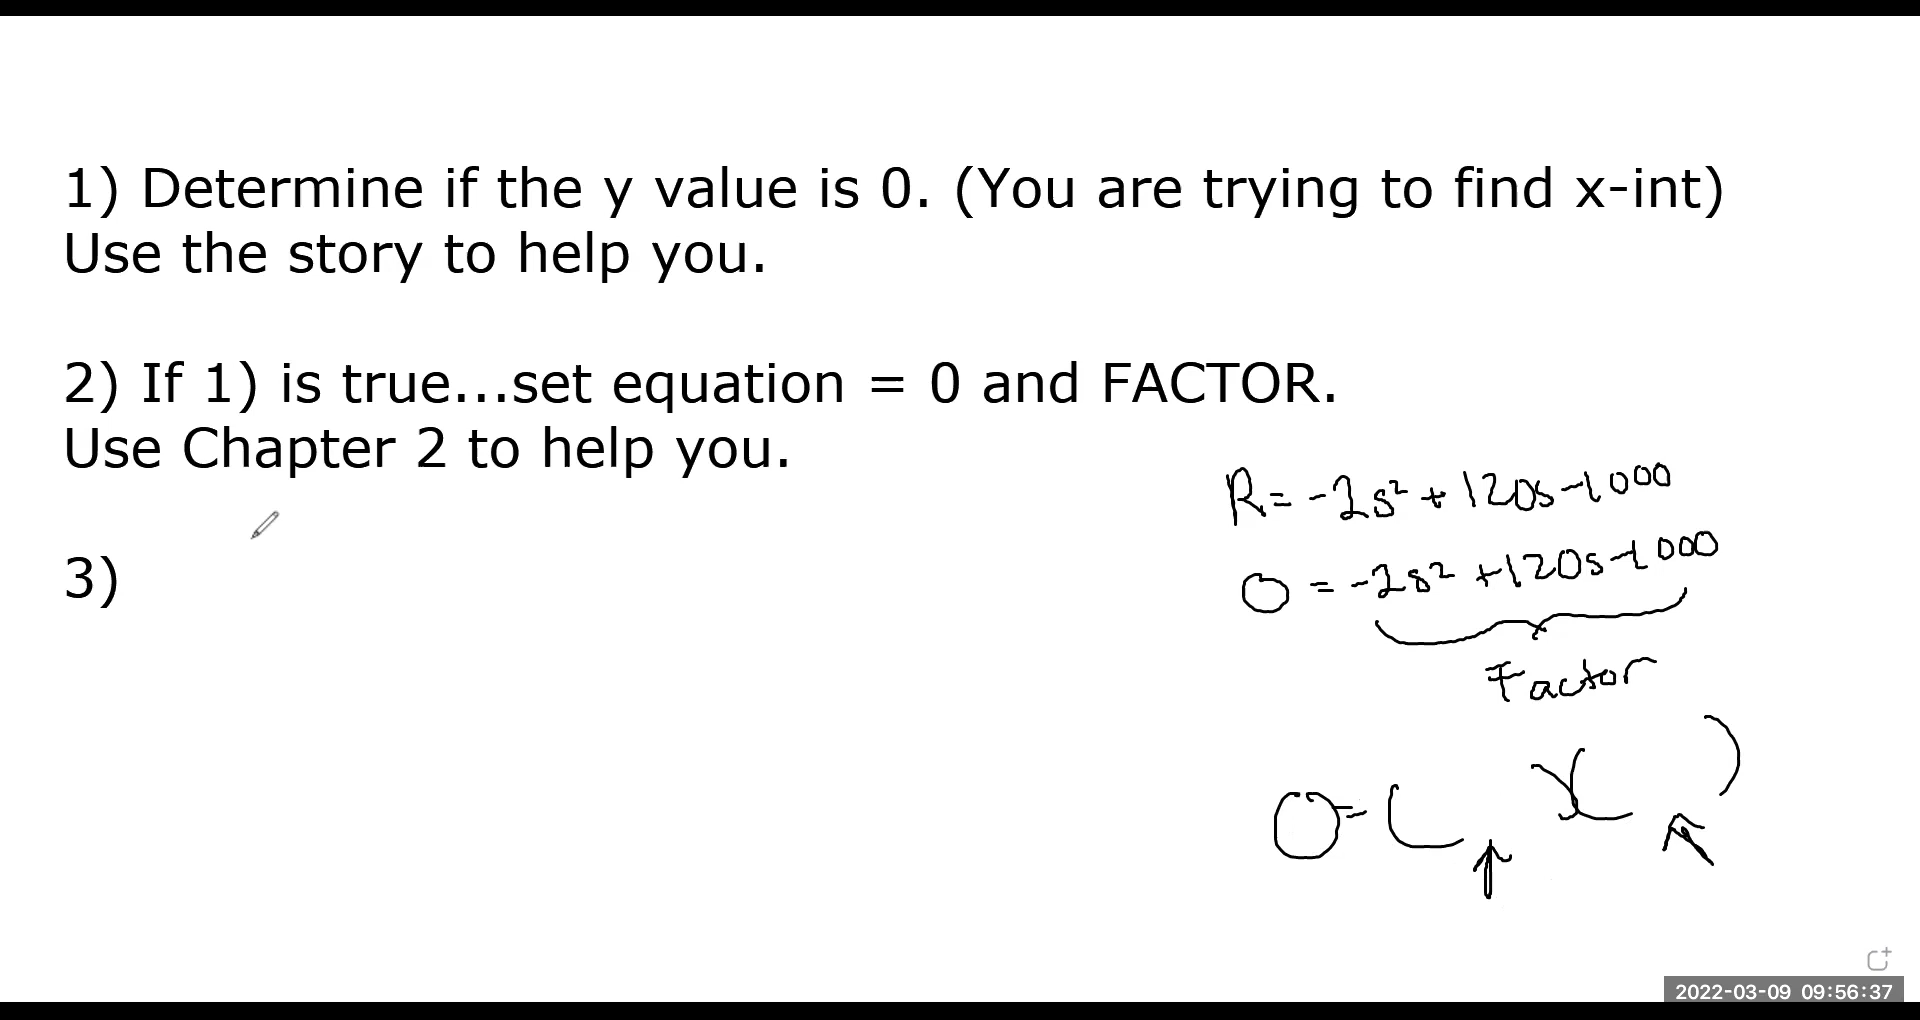 1) Determine if the y value is 0. (You are trying to find x-int)
Use the story to help you.
2) If 1) is true...set equation = 0 and FACTOR.
Use Chapter 2 to help you.
3)
R = -2s² + 120s - 1000
0 = -2s² + 120s - 1000
Factor
0 = ( )( )
2022-03-09 09:56:37